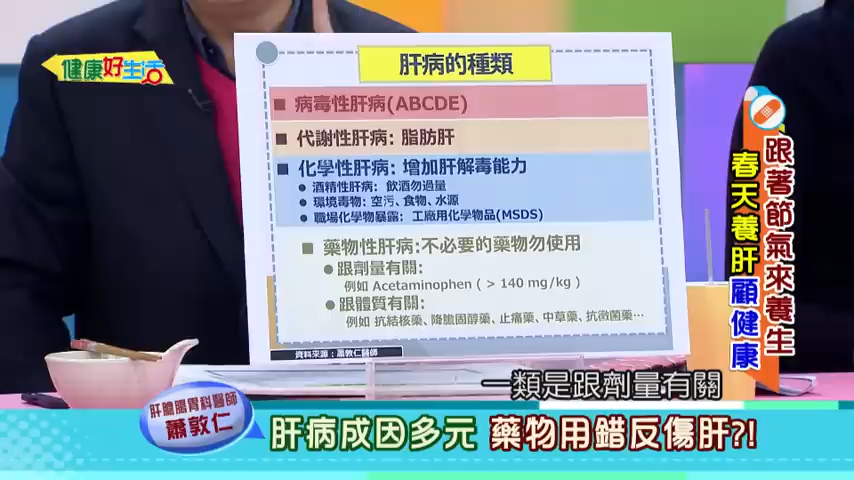 健康好生活
肝病的種類
■ 病毒性肝病(ABCDE)
■ 代謝性肝病: 脂肪肝
■ 化學性肝病: 增加肝解毒能力
● 酒精性肝病: 飲酒勿過量
● 環境毒物: 空污、食物、水源
● 職場化學物暴露: 工廠用化學物品(MSDS)
■ 藥物性肝病:不必要的藥物勿使用
● 跟劑量有關:
例如 Acetaminophen ( > 140 mg/kg )
● 跟體質有關:
例如 抗結核藥、降膽固醇藥、止痛藥、中草藥、抗黴菌藥…
資料來源:蕭敦仁醫師
跟著節氣來養生
春天養肝顧健康
一類是跟劑量有關
肝膽腸胃科醫師
蕭敦仁
肝病成因多元 藥物用錯反傷肝?!